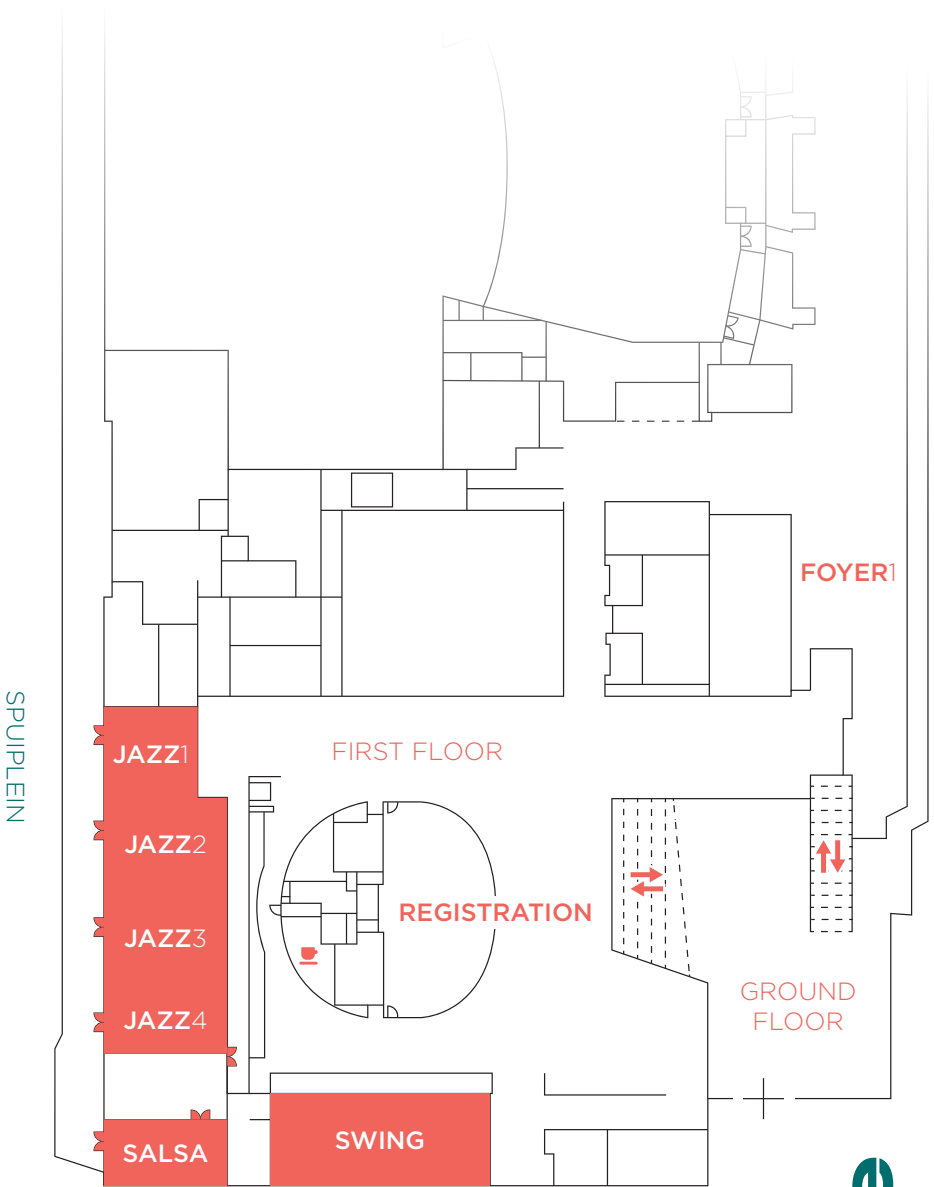 FOYER1
SPUIPLEIN
JAZZ1
FIRST FLOOR
JAZZ2
REGISTRATION
JAZZ3
GROUND
FLOOR
JAZZ4
SWING
SALSA